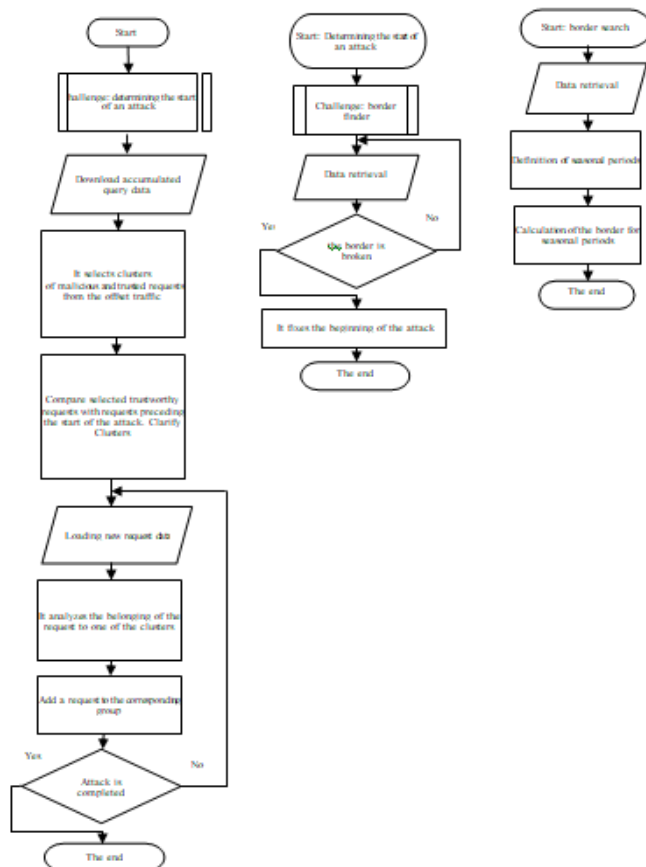 Start
hallenge: determining the start
of an attack
Download accumulated
query data
It selects clusters
of malicious and trusted requests
from the offset traffic
Compare selected trustworthy
requests with requests preceding
the start of the attack. Clarify
Clusters
Loading new request data
It analyzes the belonging of the
request to one of the clusters
Add a request to the corresponding
group
Yes
No
Attack is
completed
The end
Start: Determining the start of
an attack
Challenge: border
finder
Data retrieval
Yes
No
the border is
broken
It fixes the beginning of the attack
The end
Start: border search
Data retrieval
Definition of seasonal periods
Calculation of the border for
seasonal periods
The end